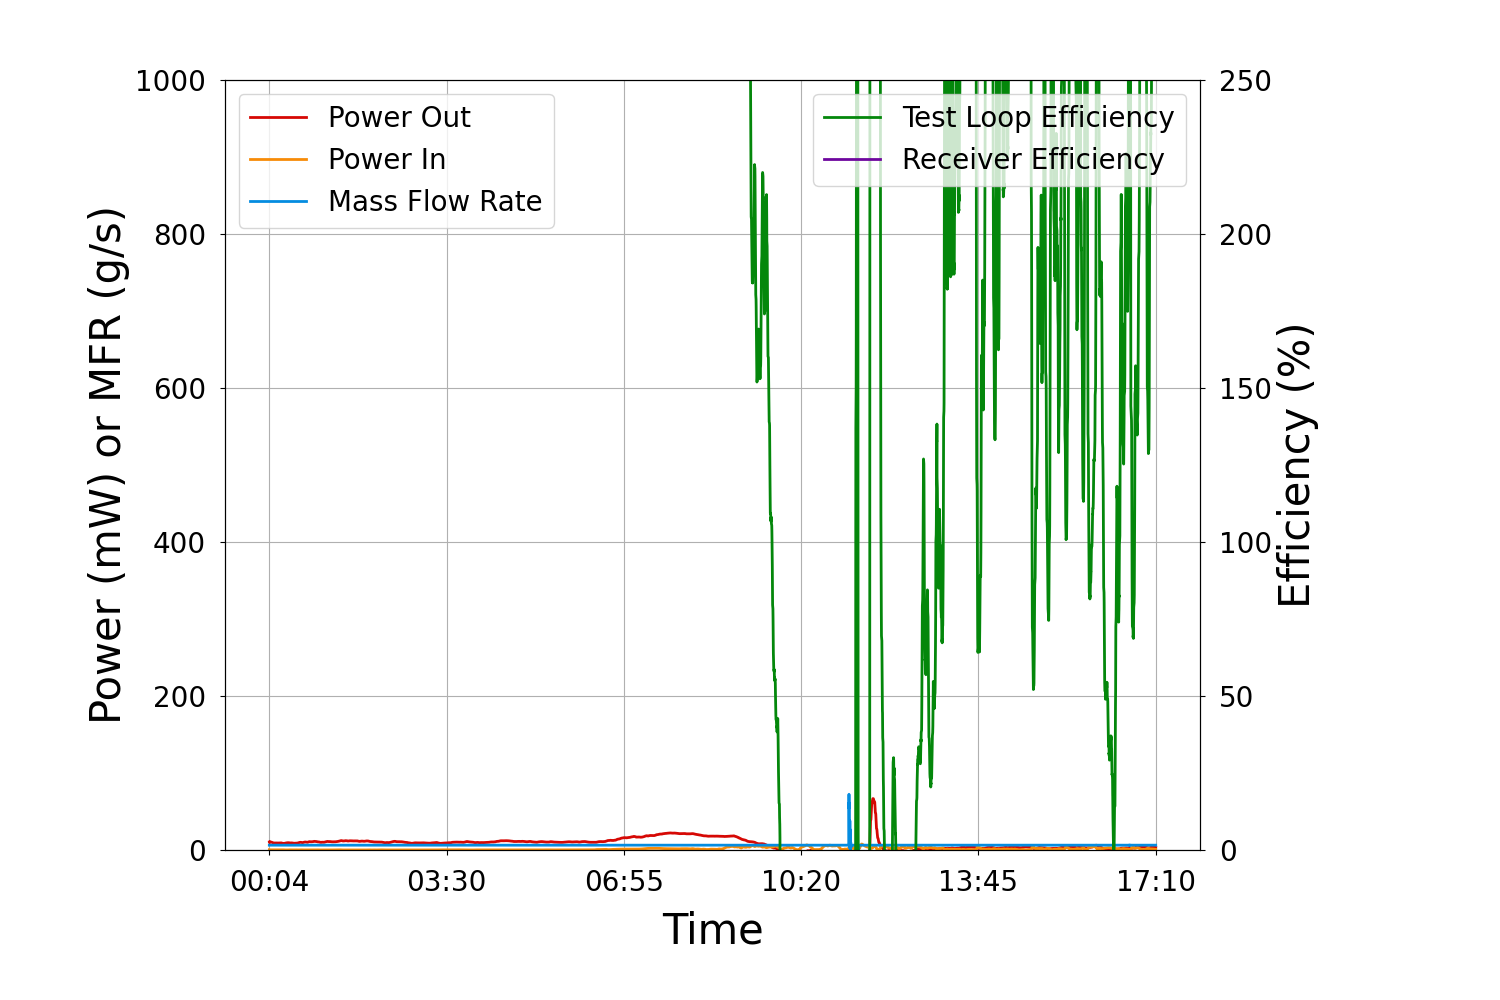 Power Out
Power In
Mass Flow Rate
Test Loop Efficiency
Receiver Efficiency
1000
800
600
400
200
0
Power (mW) or MFR (g/s)
250
200
150
100
50
0
Efficiency (%)
00:04 03:30 06:55 10:20 13:45 17:10
Time